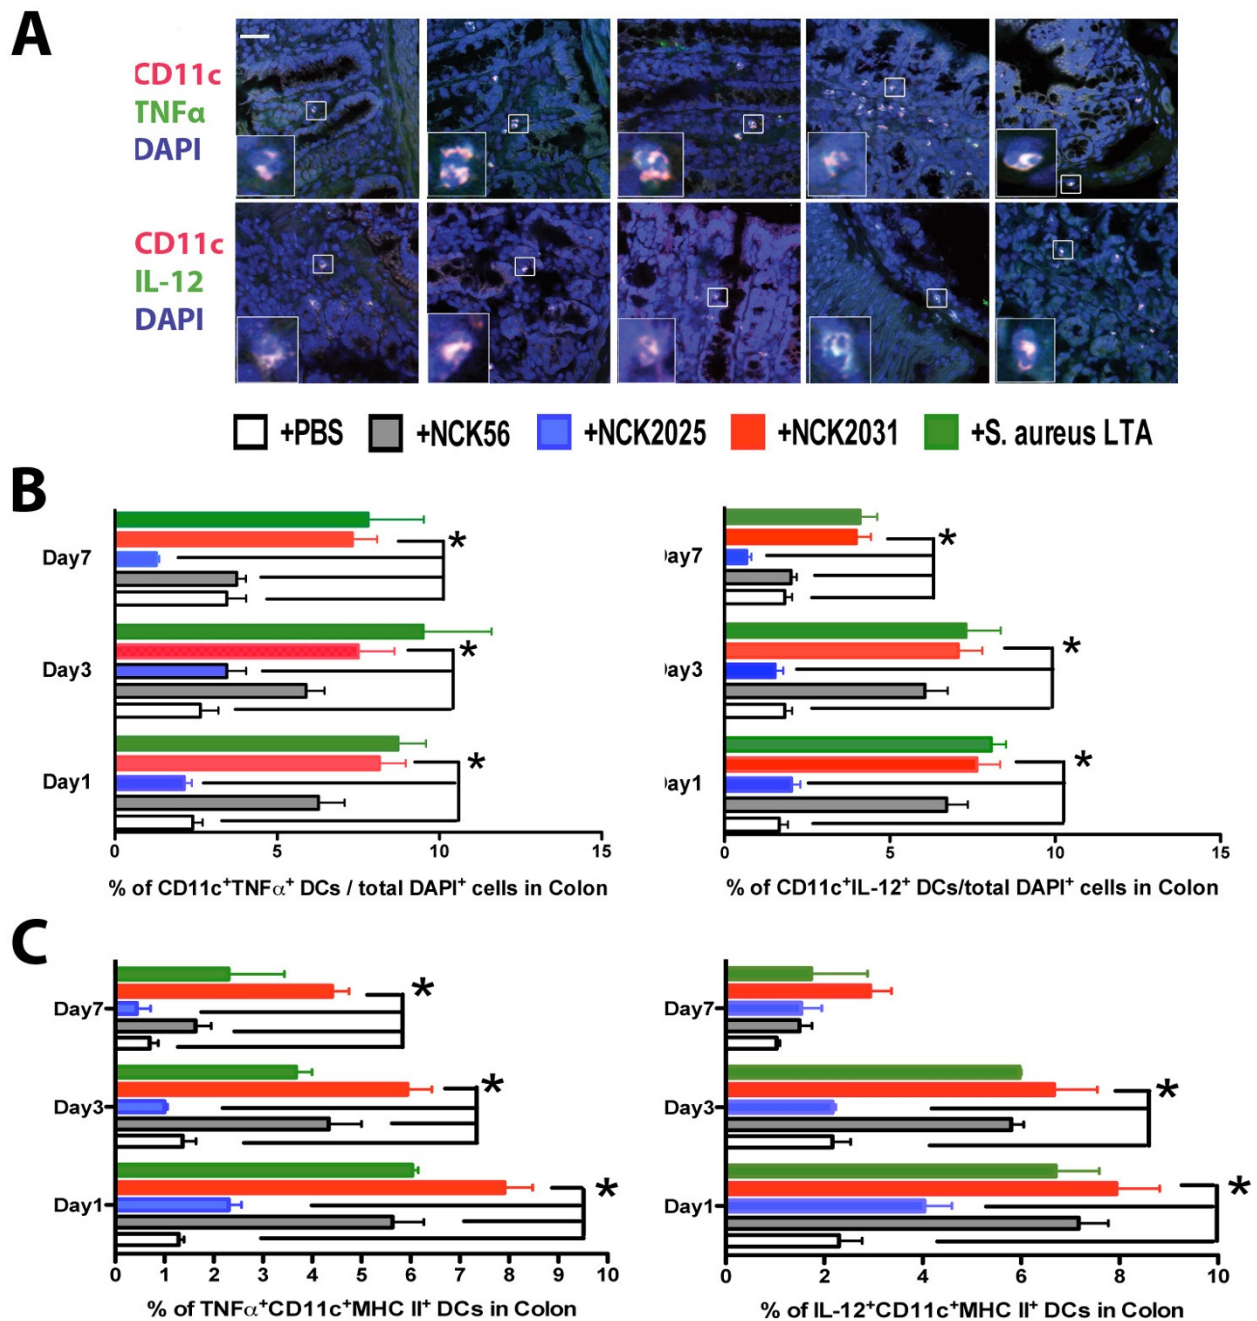 A
CD11c
TNFα
DAPI
CD11c
IL-12
DAPI
+PBS +NCK56 +NCK2025 +NCK2031 +S. aureus LTA
B
Day7 *
Day3 *
Day1 *
0 5 10 15
% of CD11c⁺TNFα⁺ DCs / total DAPI⁺ cells in Colon
)ay7 *
)ay3 *
)ay1 *
0 5 10 15
% of CD11c⁺IL-12⁺ DCs/total DAPI⁺ cells in Colon
C
Day7 *
Day3 *
Day1 *
0 1 2 3 4 5 6 7 8 9 10
% of TNFα⁺CD11c⁺MHC II⁺ DCs in Colon
Day7
Day3 *
Day1 *
0 2 4 6 8 10
% of IL-12⁺CD11c⁺MHC II⁺ DCs in Colon